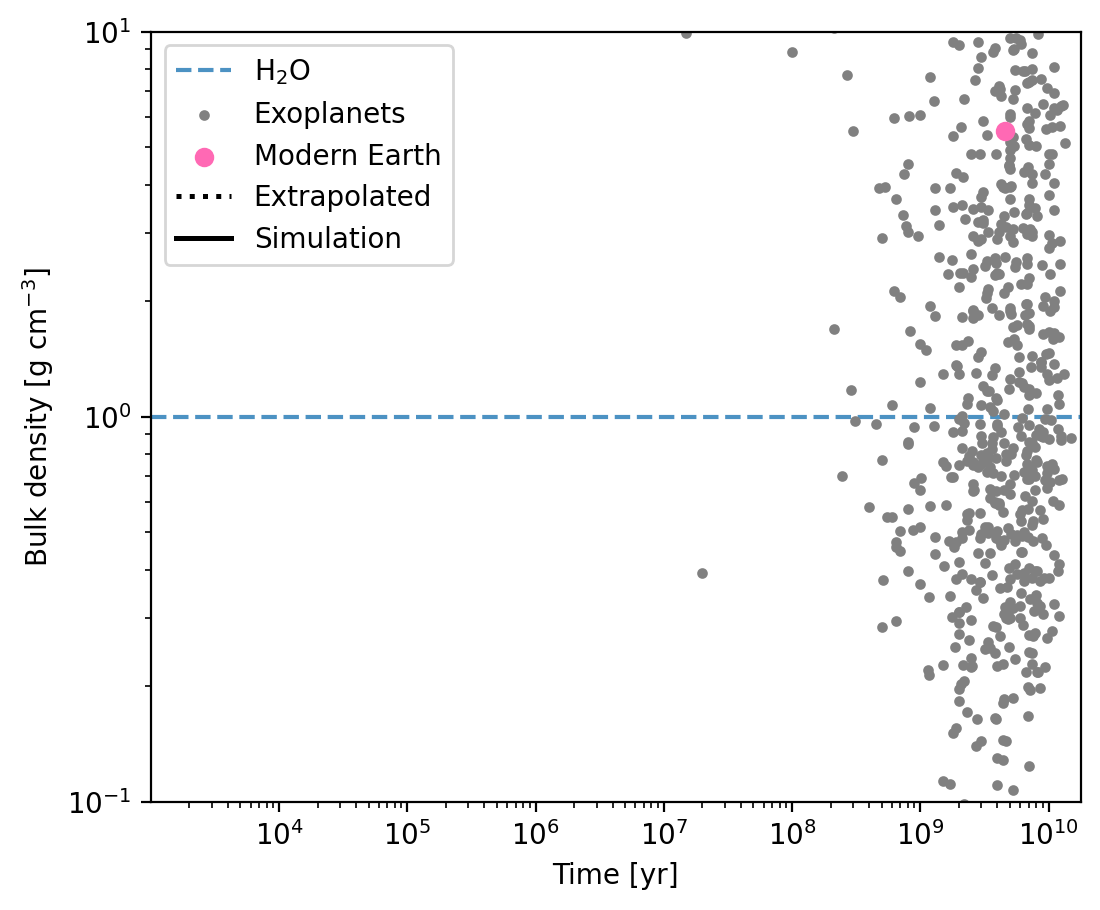 10¹
H₂O
Exoplanets
Modern Earth
Extrapolated
Simulation
Bulk density [g cm⁻³]
10⁰
10⁻¹
10⁴ 10⁵ 10⁶ 10⁷ 10⁸ 10⁹ 10¹⁰
Time [yr]